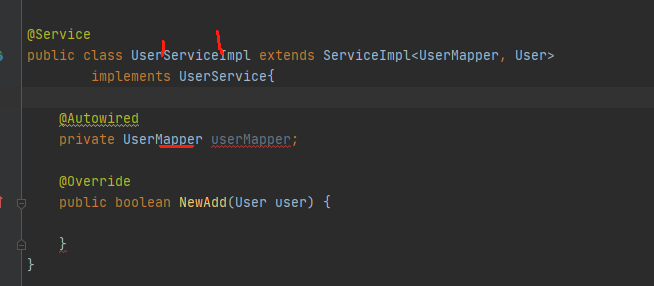 @Service
public class UserServiceImpl extends ServiceImpl<UserMapper, User>
implements UserService{
@Autowired
private UserMapper userMapper;
@Override
public boolean NewAdd(User user) {
}
}